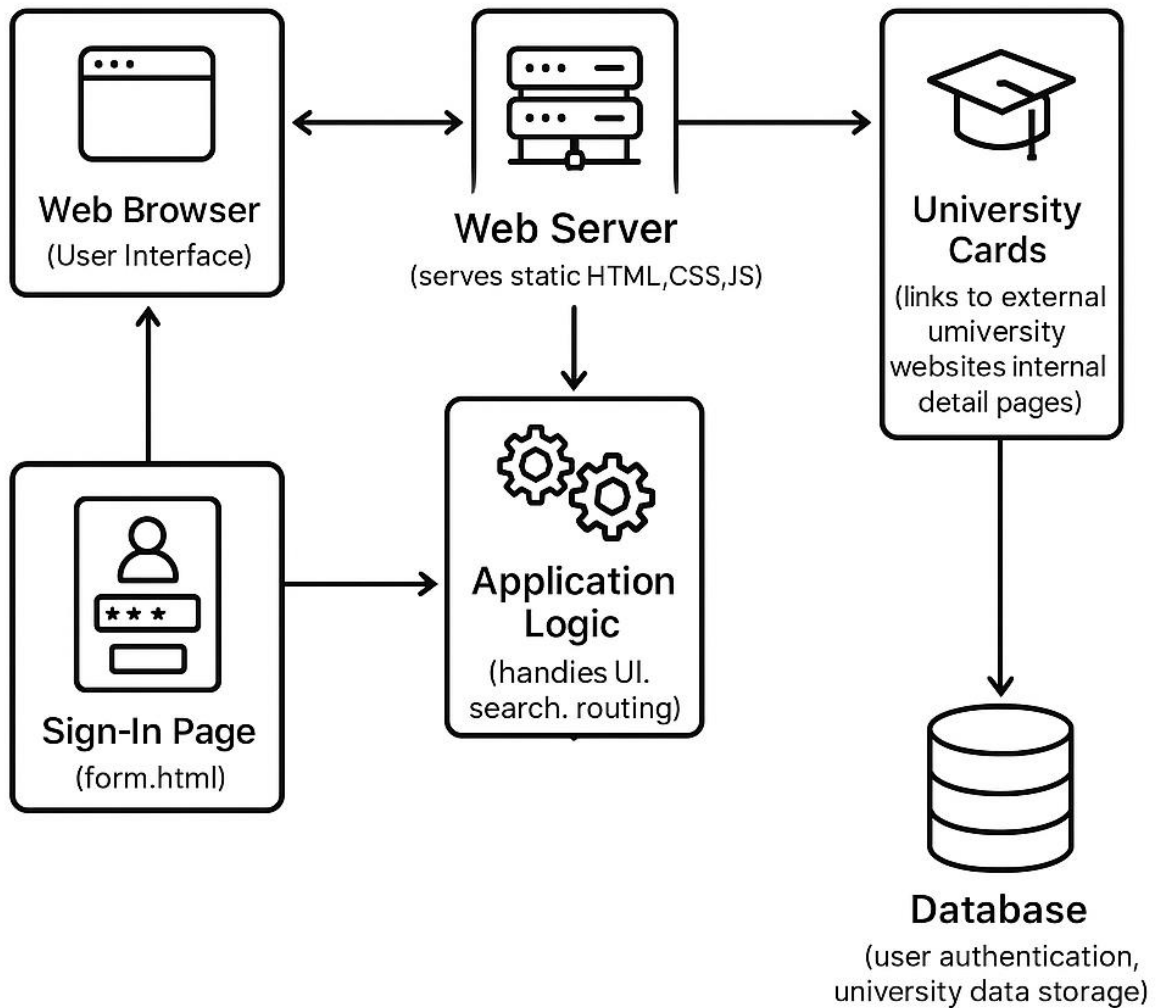 Web Browser
(User Interface)
Web Server
(serves static HTML,CSS,JS)
University
Cards
(links to external
umiversity
websites internal
detail pages)
Sign-In Page
(form.html)
***
Application
Logic
(handies UI.
search. routing)
Database
(user authentication,
university data storage)